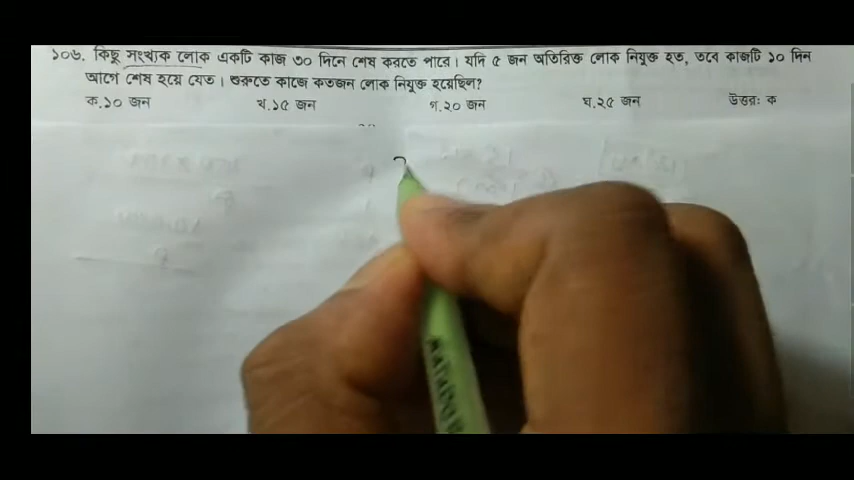 ১০৬. কিছু সংখ্যক লোক একটি কাজ ৩০ দিনে শেষ করতে পারে। যদি ৫ জন অতিরিক্ত লোক নিযুক্ত হত, তবে কাজটি ১০ দিন
আগে শেষ হয়ে যেত। শুরুতে কাজে কতজন লোক নিযুক্ত হয়েছিল?
ক.১০ জন খ.১৫ জন গ.২০ জন ঘ.২৫ জন উত্তর: ক
MATADOR